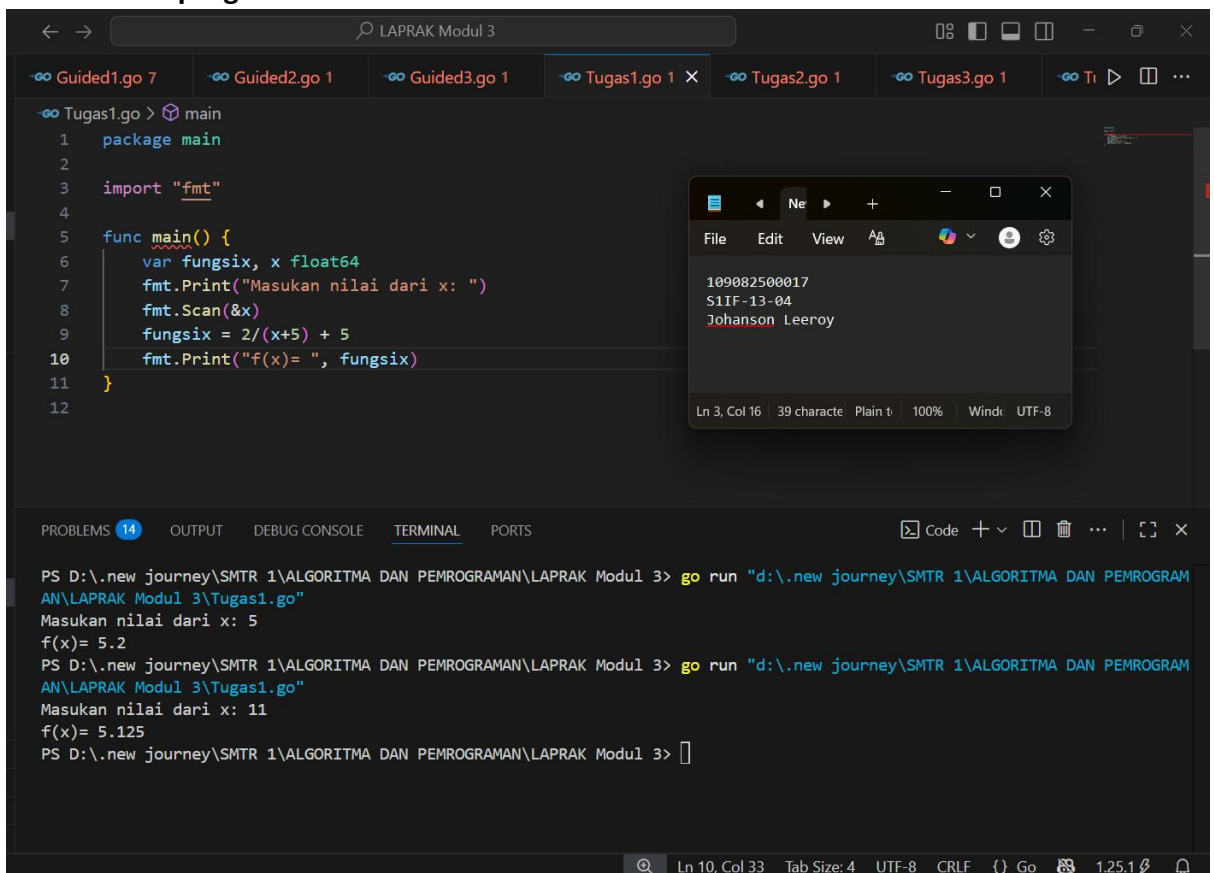 LAPRAK Modul 3
Guided1.go 7 Guided2.go 1 Guided3.go 1 Tugas1.go 1 Tugas2.go 1 Tugas3.go 1
Tugas1.go > main
1 package main
2
3 import "fmt"
4
5 func main() {
6 var fungsix, x float64
7 fmt.Print("Masukan nilai dari x: ")
8 fmt.Scan(&x)
9 fungsix = 2/(x+5) + 5
10 fmt.Print("f(x)= ", fungsix)
11 }
12
File Edit View
109082500017
S1IF-13-04
Johanson Leeroy
Ln 3, Col 16 39 characte Plain t 100% Wind UTF-8
PROBLEMS 14 OUTPUT DEBUG CONSOLE TERMINAL PORTS Code
PS D:\.new journey\SMTR 1\ALGORITMA DAN PEMROGRAMAN\LAPRAK Modul 3> go run "d:\.new journey\SMTR 1\ALGORITMA DAN PEMROGRAM
AN\LAPRAK Modul 3\Tugas1.go"
Masukan nilai dari x: 5
f(x)= 5.2
PS D:\.new journey\SMTR 1\ALGORITMA DAN PEMROGRAMAN\LAPRAK Modul 3> go run "d:\.new journey\SMTR 1\ALGORITMA DAN PEMROGRAM
AN\LAPRAK Modul 3\Tugas1.go"
Masukan nilai dari x: 11
f(x)= 5.125
PS D:\.new journey\SMTR 1\ALGORITMA DAN PEMROGRAMAN\LAPRAK Modul 3>
Ln 10, Col 33 Tab Size: 4 UTF-8 CRLF {} Go 1.25.1